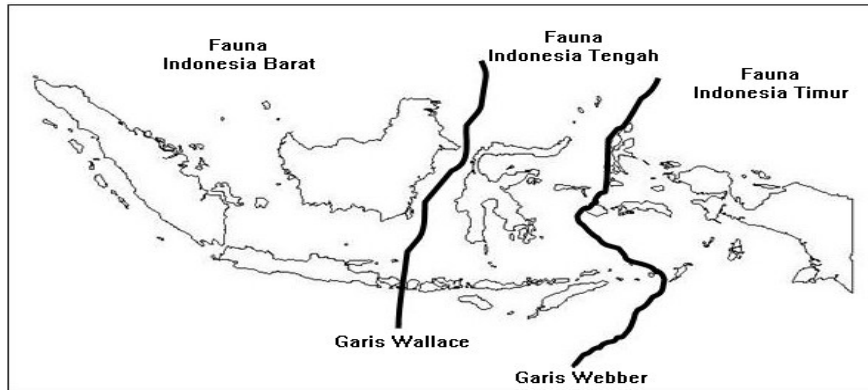 Fauna
Indonesia Barat
Fauna
Indonesia Tengah
Fauna
Indonesia Timur
Garis Wallace
Garis Webber